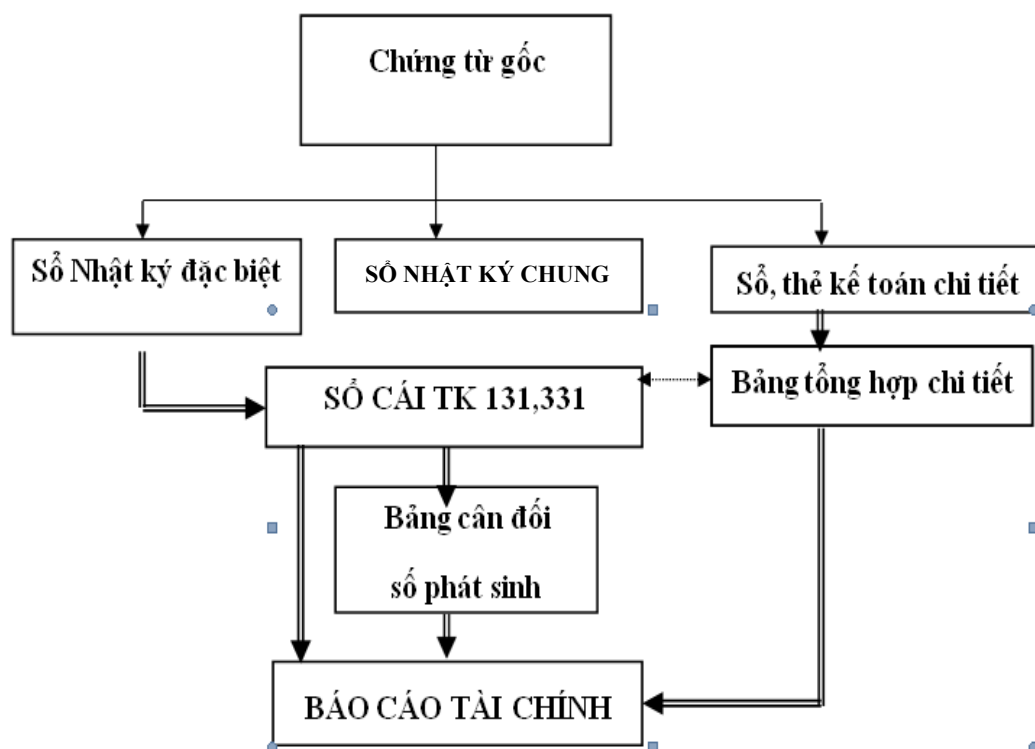 Chứng từ gốc
Sổ Nhật ký đặc biệt
SỔ NHẬT KÝ CHUNG
Sổ, thẻ kế toán chi tiết
SỔ CÁI TK 131,331
Bảng tổng hợp chi tiết
Bảng cân đối
số phát sinh
BÁO CÁO TÀI CHÍNH